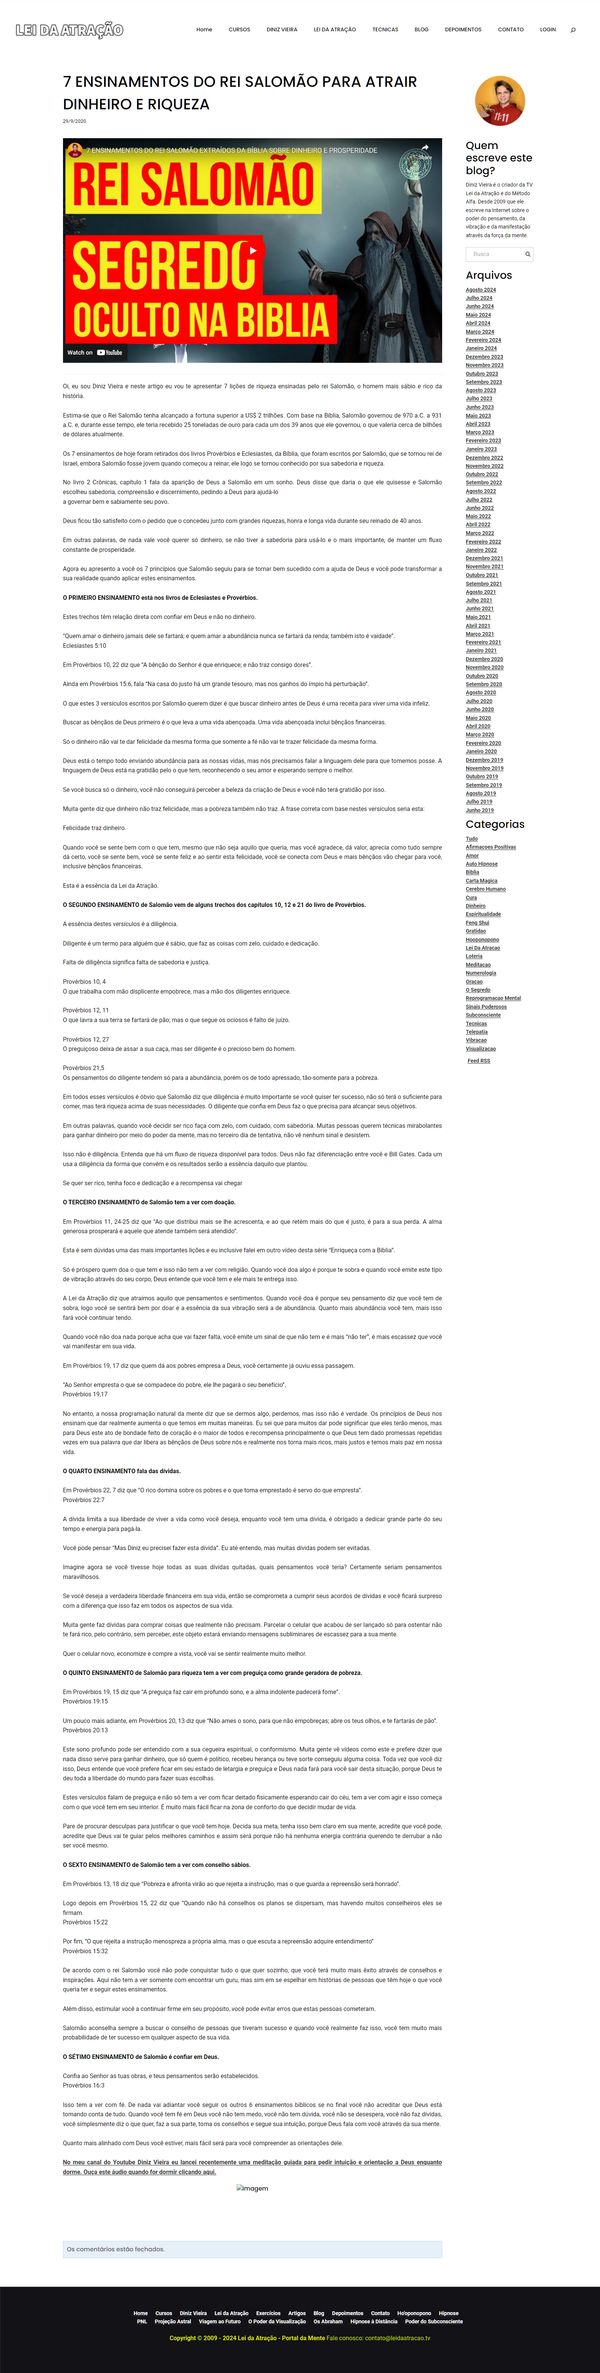 LEI DA ATRAÇÃO
Home CURSOS DINIZ VIEIRA LEI DA ATRAÇÃO TECNICAS BLOG DEPOIMENTOS CONTATO LOGIN
7 ENSINAMENTOS DO REI SALOMÃO PARA ATRAIR
DINHEIRO E RIQUEZA
29/9/2020
7 ENSINAMENTOS DO REI SALOMÃO EXTRAÍDOS DA BÍBLIA SOBRE DINHEIRO E PROSPERIDADE
Share
REI SALOMÃO
SEGREDO
OCULTO NA BIBLIA
Watch on YouTube
Oi, eu sou Diniz Vieira e neste artigo eu vou te apresentar 7 lições de riqueza ensinadas pelo rei Salomão, o homem mais sábio e rico da
história.
Estima-se que o Rei Salomão tenha alcançado a fortuna superior a US$ 2 trilhões. Com base na Bíblia, Salomão governou de 970 a.C. a 931
a.C. e, durante esse tempo, ele teria recebido 25 toneladas de ouro para cada um dos 39 anos que ele governou, o que valeria cerca de bilhões
de dólares atualmente.
Os 7 ensinamentos de hoje foram retirados dos livros Provérbios e Eclesiastes, da Bíblia, que foram escritos por Salomão, que se tornou rei de
Israel, embora Salomão fosse jovem quando começou a reinar, ele logo se tornou conhecido por sua sabedoria e riqueza.
No livro 2 Crônicas, capítulo 1 fala da aparição de Deus a Salomão em um sonho. Deus disse que daria o que ele quisesse e Salomão
escolheu sabedoria, compreensão e discernimento, pedindo a Deus para ajudá-lo
a governar bem e sabiamente seu povo.
Deus ficou tão satisfeito com o pedido que o concedeu junto com grandes riquezas, honra e longa vida durante seu reinado de 40 anos.
Em outras palavras, de nada vale você querer só dinheiro, se não tiver a sabedoria para usá-lo e o mais importante, de manter um fluxo
constante de prosperidade.
Agora eu apresento a você os 7 princípios que Salomão seguiu para se tornar bem sucedido com a ajuda de Deus e você pode transformar a
sua realidade quando aplicar estes ensinamentos.
O PRIMEIRO ENSINAMENTO está nos livros de Eclesiastes e Provérbios.
Estes trechos têm relação direta com confiar em Deus e não no dinheiro.
"Quem amar o dinheiro jamais dele se fartará; e quem amar a abundância nunca se fartará da renda; também isto é vaidade".
Eclesiastes 5:10
Em Provérbios 10, 22 diz que "A bênção do Senhor é que enriquece; e não traz consigo dores".
Ainda em Provérbios 15:6, fala "Na casa do justo há um grande tesouro, mas nos ganhos do ímpio há perturbação".
O que estes 3 versículos escritos por Salomão querem dizer é que buscar dinheiro antes de Deus é uma receita para viver uma vida infeliz.
Buscar as bênçãos de Deus primeiro é o que leva a uma vida abençoada. Uma vida abençoada inclui bênçãos financeiras.
Só o dinheiro não vai te dar felicidade da mesma forma que somente a fé não vai te trazer felicidade da mesma forma.
Deus está o tempo todo enviando abundância para as nossas vidas, mas nós precisamos falar a linguagem dele para que tomemos posse. A
linguagem de Deus está na gratidão pelo o que tem, reconhecendo o seu amor e esperando sempre o melhor.
Se você busca só o dinheiro, você não conseguirá perceber a beleza da criação de Deus e você não terá gratidão por isso.
Muita gente diz que dinheiro não traz felicidade, mas a pobreza também não traz. A frase correta com base nestes versículos seria esta:
Felicidade traz dinheiro.
Quando você se sente bem com o que tem, mesmo que não seja aquilo que queria, mas você agradece, dá valor, aprecia como tudo sempre
dá certo, você se sente bem, você se sente feliz e ao sentir esta felicidade, você se conecta com Deus e mais bênçãos vão chegar para você,
inclusive bênçãos financeiras.
Esta é a essência da Lei da Atração.
O SEGUNDO ENSINAMENTO de Salomão vem de alguns trechos dos capítulos 10, 12 e 21 do livro de Provérbios.
A essência destes versículos é a diligência.
Diligente é um termo para alguém que é sábio, que faz as coisas com zelo, cuidado e dedicação.
Falta de diligência significa falta de sabedoria e justiça.
Provérbios 10, 4
O que trabalha com mão displicente empobrece, mas a mão dos diligentes enriquece.
Provérbios 12, 11
O que lavra a sua terra se fartará de pão; mas o que segue os ociosos é falto de juízo.
Provérbios 12, 27
O preguiçoso deixa de assar a sua caça, mas ser diligente é o precioso bem do homem.
Provérbios 21,5
Os pensamentos do diligente tendem só para a abundância, porém os de todo apressado, tão-somente para a pobreza.
Em todos esses versículos é óbvio que Salomão diz que diligência é muito importante se você quiser ter sucesso, não só terá o suficiente para
comer, mas terá riqueza acima de suas necessidades. O diligente que confia em Deus faz o que precisa para alcançar seus objetivos.
Em outras palavras, quando você decidir ser rico faça com zelo, com cuidado, com sabedoria. Muitas pessoas querem técnicas mirabolantes
para ganhar dinheiro por meio do poder da mente, mas no terceiro dia de tentativa, não vê nenhum sinal e desistem.
Isso não é diligência. Entenda que há um fluxo de riqueza disponível para todos. Deus não faz diferenciação entre você e Bill Gates. Cada um
usa a diligência da forma que convém e os resultados serão a essência daquilo que plantou.
Se quer ser rico, tenha foco e dedicação e a recompensa vai chegar
O TERCEIRO ENSINAMENTO de Salomão tem a ver com doação.
Em Provérbios 11, 24-25 diz que "Ao que distribui mais se lhe acrescenta, e ao que retém mais do que é justo, é para a sua perda. A alma
generosa prosperará e aquele que atende também será atendido".
Esta é sem dúvidas uma das mais importantes lições e eu inclusive falei em outro vídeo desta série "Enriqueça com a Bíblia".
Só é próspero quem doa o que tem e isso não tem a ver com religião. Quando você doa algo é porque te sobra e quando você emite este tipo
de vibração através do seu corpo, Deus entende que você tem e ele mais te entrega isso.
A Lei da Atração diz que atraímos aquilo que pensamentos e sentimentos. Quando você doa é porque seu pensamento diz que você tem de
sobra, logo você se sentirá bem por doar e a essência da sua vibração será a de abundância. Quanto mais abundância você tem, mais isso
fará você continuar tendo.
Quando você não doa nada porque acha que vai fazer falta, você emite um sinal de que não tem e é mais "não ter", é mais escassez que você
vai manifestar em sua vida.
Em Provérbios 19, 17 diz que quem dá aos pobres empresa a Deus, você certamente já ouviu essa passagem.
"Ao Senhor empresta o que se compadece do pobre, ele lhe pagará o seu benefício".
Provérbios 19,17
No entanto, a nossa programação natural da mente diz que se dermos algo, perdemos, mas isso não é verdade. Os princípios de Deus nos
ensinam que dar realmente aumenta o que temos em muitas maneiras. Eu sei que para muitos dar pode significar que eles terão menos, mas
para Deus este ato de bondade feito de coração é o maior de todos e recompensa principalmente o que Deus tem dado promessas repetidas
vezes em sua palavra que dar libera as bênçãos de Deus sobre nós e realmente nos torna mais ricos, mais justos e temos mais paz em nossa
vida.
O QUARTO ENSINAMENTO fala das dívidas.
Em Provérbios 22, 7 diz que "O rico domina sobre os pobres e o que toma emprestado é servo do que empresta".
Provérbios 22:7
A dívida limita a sua liberdade de viver a vida como você deseja, enquanto você tem uma dívida, é obrigado a dedicar grande parte do seu
tempo e energia para pagá-la.
Você pode pensar "Mas Diniz eu precisei fazer esta dívida". Eu até entendo, mas muitas dívidas podem ser evitadas.
Imagine agora se você tivesse hoje todas as suas dívidas quitadas, quais pensamentos você teria? Certamente seriam pensamentos
maravilhosos.
Se você deseja a verdadeira liberdade financeira em sua vida, então se comprometa a cumprir seus acordos de dívidas e você ficará surpreso
com a diferença que isso faz em todos os aspectos de sua vida.
Muita gente faz dívidas para comprar coisas que realmente não precisam. Parcelar o celular que acabou de ser lançado só para ostentar não
te fará rico, pelo contrário, sem perceber, este objeto estará enviando mensagens subliminares de escassez para a sua mente.
Quer o celular novo, economize e compre a vista, você vai se sentir realmente muito melhor.
O QUINTO ENSINAMENTO de Salomão para riqueza tem a ver com preguiça como grande geradora de pobreza.
Em Provérbios 19, 15 diz que "A preguiça faz cair em profundo sono, e a alma indolente padecerá fome".
Provérbios 19:15
Um pouco mais adiante, em Provérbios 20, 13 diz que "Não ames o sono, para que não empobreças; abre os teus olhos, e te fartarás de pão".
Provérbios 20:13
Este sono profundo pode ser entendido com a sua cegueira espiritual, o conformismo. Muita gente vê vídeos como este e prefere dizer que
nada disso serve para ganhar dinheiro, que só quem é político, recebeu herança ou teve sorte conseguiu alguma coisa. Toda vez que você diz
isso, Deus entende que você prefere ficar em seu estado de letargia e preguiça e Deus nada fará para você sair desta situação, porque Deus te
deu toda a liberdade do mundo para fazer suas escolhas.
Estes versículos falam de preguiça e não só tem a ver com ficar deitado fisicamente esperando cair do céu, tem a ver com agir e isso começa
com o que você tem em seu interior. É muito mais fácil ficar na zona de conforto do que decidir mudar de vida.
Pare de procurar desculpas para justificar o que você tem hoje. Decida sua meta, tenha isso bem claro em sua mente, acredite que você pode,
acredite que Deus vai te guiar pelos melhores caminhos e assim será porque não há nenhuma energia contrária querendo te derrubar a não
ser você mesmo.
O SEXTO ENSINAMENTO de Salomão tem a ver com conselho sábios.
Em Provérbios 13, 18 diz que "Pobreza e afronta virão ao que rejeita a instrução, mas o que guarda a repreensão será honrado".
Logo depois em Provérbios 15, 22 diz que "Quando não há conselhos os planos se dispersam, mas havendo muitos conselheiros eles se
firmam.
Provérbios 15:22
Por fim, "O que rejeita a instrução menospreza a própria alma, mas o que escuta a repreensão adquire entendimento"
Provérbios 15:32
De acordo com o rei Salomão você não pode conquistar tudo o que quer sozinho, que você terá muito mais êxito através de conselhos e
inspirações. Aqui não tem a ver somente com encontrar um guru, mas sim em se espelhar em histórias de pessoas que têm hoje o que você
queria ter e seguir estes ensinamentos.
Além disso, estimular você a continuar firme em seu propósito, você pode evitar erros que estas pessoas cometeram.
Salomão aconselha sempre a buscar o conselho de pessoas que tiveram sucesso e quando você realmente faz isso, você tem muito mais
probabilidade de ter sucesso em qualquer aspecto de sua vida.
O SÉTIMO ENSINAMENTO de Salomão é confiar em Deus.
Confia ao Senhor as tuas obras, e teus pensamentos serão estabelecidos.
Provérbios 16:3
Isso tem a ver com fé. De nada vai adiantar você seguir os outros 6 ensinamentos bíblicos se no final você não acreditar que Deus está
tomando conta de tudo. Quando você tem fé em Deus você não tem medo, você não tem dúvida, você não se desespera, você não faz dívidas,
você simplesmente diz o que quer, faz a sua parte, toma os conselhos e segue sua intuição, porque Deus fala com você através da sua mente.
Quanto mais alinhado com Deus você estiver, mais fácil será para você compreender as orientações dele.
No meu canal do Youtube Diniz Vieira eu lancei recentemente uma meditação guiada para pedir intuição e orientação a Deus enquanto
dorme. Ouça este áudio quando for dormir clicando aqui.
imagem
Os comentários estão fechados.
11:11
Quem
escreve este
blog?
Diniz Vieira é o criador da TV
Lei da Atração e do Método
Alfa. Desde 2009 que ele
escreve na Internet sobre o
poder do pensamento, da
vibração e da manifestação
através da força da mente.
Busca
Arquivos
Agosto 2024
Julho 2024
Junho 2024
Maio 2024
Abril 2024
Março 2024
Fevereiro 2024
Janeiro 2024
Dezembro 2023
Novembro 2023
Outubro 2023
Setembro 2023
Agosto 2023
Julho 2023
Junho 2023
Maio 2023
Abril 2023
Março 2023
Fevereiro 2023
Janeiro 2023
Dezembro 2022
Novembro 2022
Outubro 2022
Setembro 2022
Agosto 2022
Julho 2022
Junho 2022
Maio 2022
Abril 2022
Março 2022
Fevereiro 2022
Janeiro 2022
Dezembro 2021
Novembro 2021
Outubro 2021
Setembro 2021
Agosto 2021
Julho 2021
Junho 2021
Maio 2021
Abril 2021
Março 2021
Fevereiro 2021
Janeiro 2021
Dezembro 2020
Novembro 2020
Outubro 2020
Setembro 2020
Agosto 2020
Julho 2020
Junho 2020
Maio 2020
Abril 2020
Março 2020
Fevereiro 2020
Janeiro 2020
Dezembro 2019
Novembro 2019
Outubro 2019
Setembro 2019
Agosto 2019
Julho 2019
Junho 2019
Categorias
Tudo
Afirmacoes Positivas
Amor
Auto Hipnose
Biblia
Carta Magica
Cerebro Humano
Cura
Dinheiro
Espiritualidade
Feng Shui
Gratidao
Hooponopono
Lei Da Atracao
Loteria
Meditacao
Numerologia
Oracao
O Segredo
Reprogramacao Mental
Sinais Poderosos
Subconsciente
Tecnicas
Telepatia
Vibracao
Visualizacao
Feed RSS
Home Cursos Diniz Vieira Lei da Atração Exercícios Artigos Blog Depoimentos Contato Ho'oponopono Hipnose
PNL Projeção Astral Viagem ao Futuro O Poder da Visualização Os Abraham Hipnose à Distância Poder do Subconsciente
Copyright © 2009 - 2024 Lei da Atração - Portal da Mente Fale conosco: contato@leidaatracao.tv